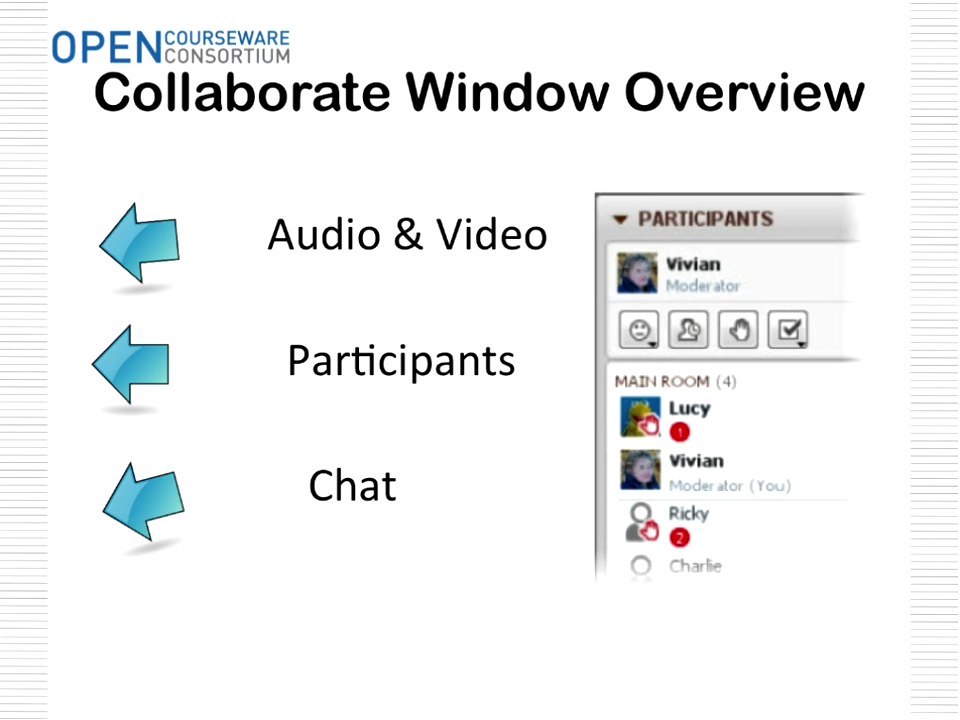 OPEN COURSEWARE
CONSORTIUM
Collaborate Window Overview
Audio & Video
Participants
Chat
PARTICIPANTS
Vivian
Moderator
MAIN ROOM (4)
Lucy
1
Vivian
Moderator (You)
Ricky
2
Charlie